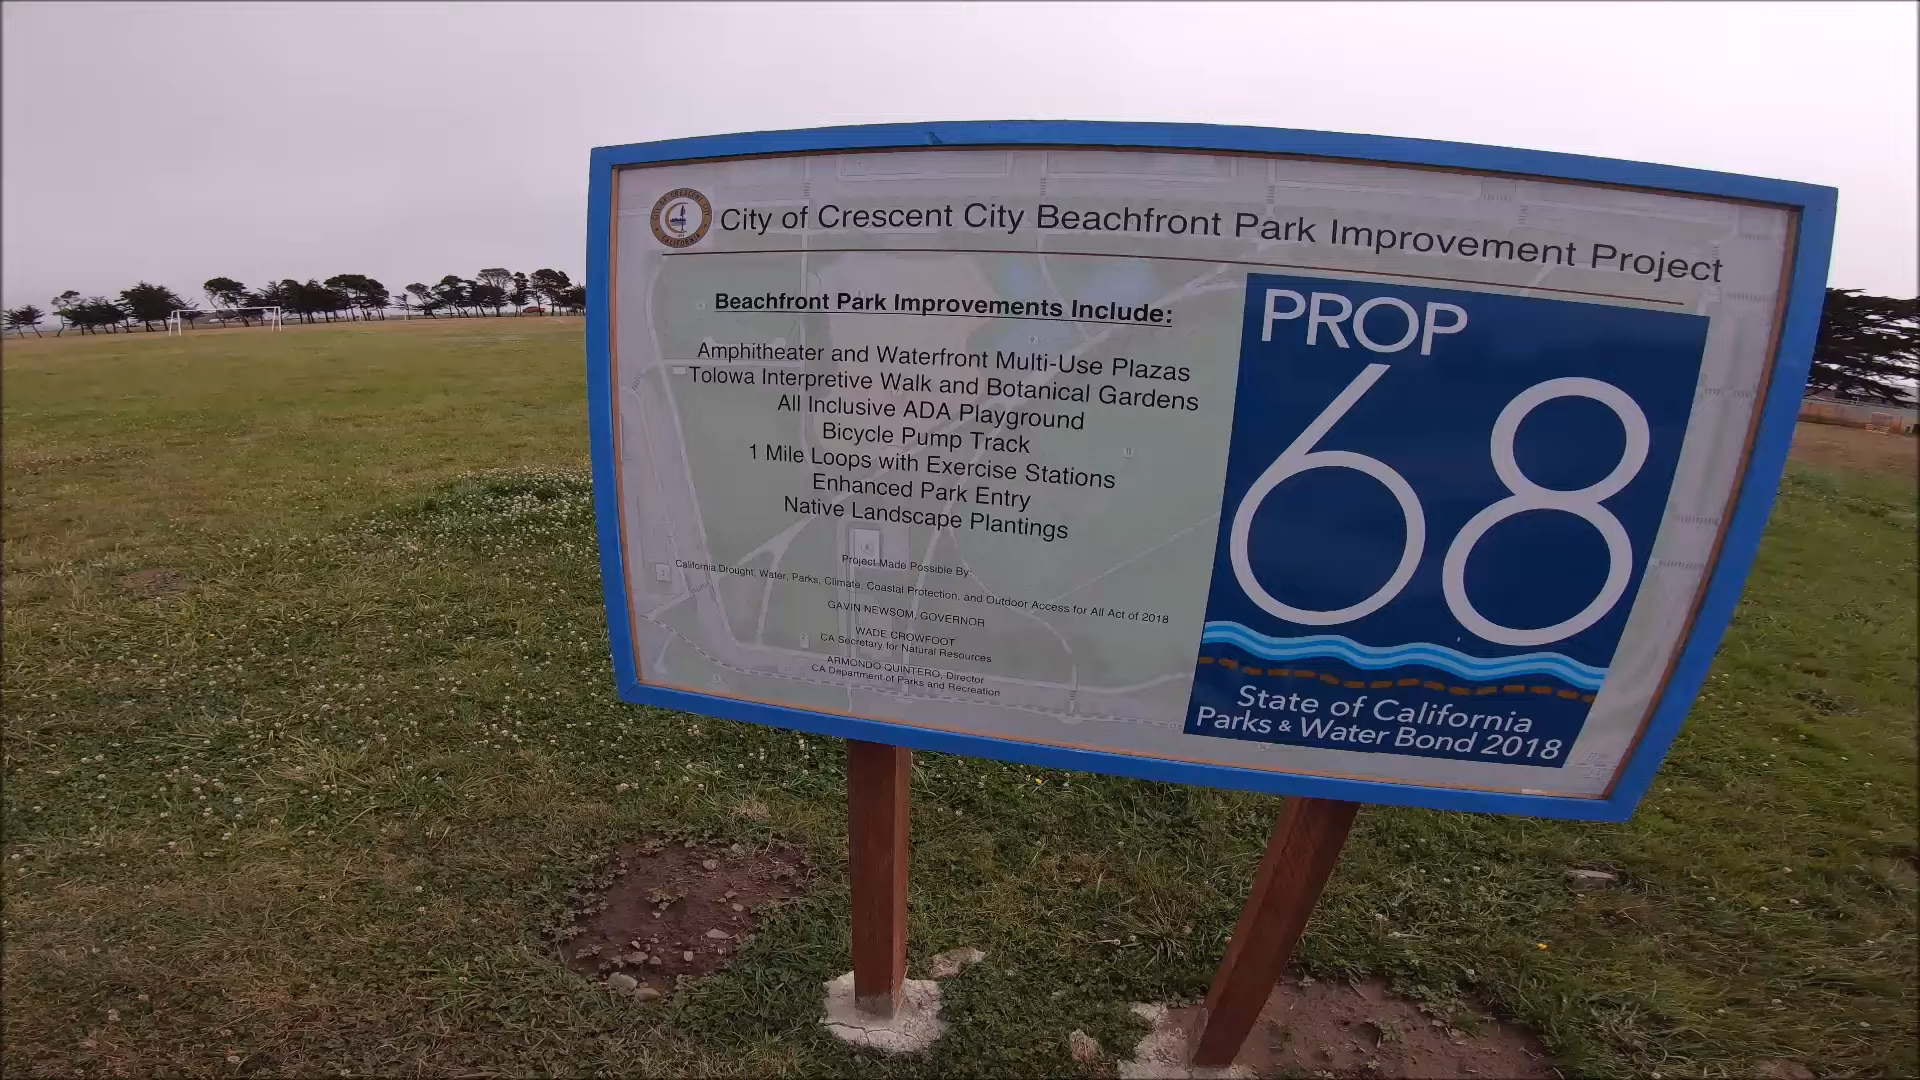 City of Crescent City Beachfront Park Improvement Project
Beachfront Park Improvements Include:
Amphitheater and Waterfront Multi-Use Plazas
Tolowa Interpretive Walk and Botanical Gardens
All Inclusive ADA Playground
Bicycle Pump Track
1 Mile Loops with Exercise Stations
Enhanced Park Entry
Native Landscape Plantings
Project Made Possible By:
California Drought, Water, Parks, Climate, Coastal Protection, and Outdoor Access for All Act of 2018
GAVIN NEWSOM, GOVERNOR
WADE CROWFOOT
CA Secretary for Natural Resources
ARMONDO QUINTERO, Director
CA Department of Parks and Recreation
PROP
68
State of California
Parks & Water Bond 2018